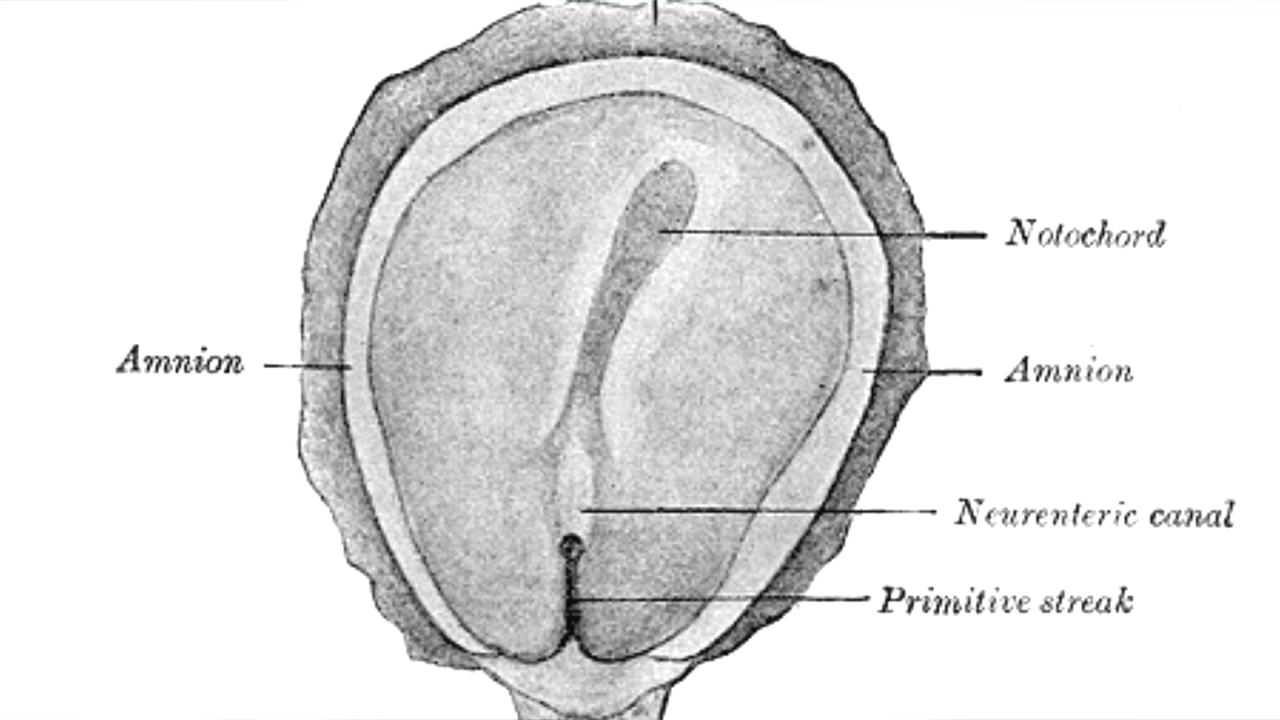 Notochord
Amnion
Amnion
Neurenteric canal
Primitive streak